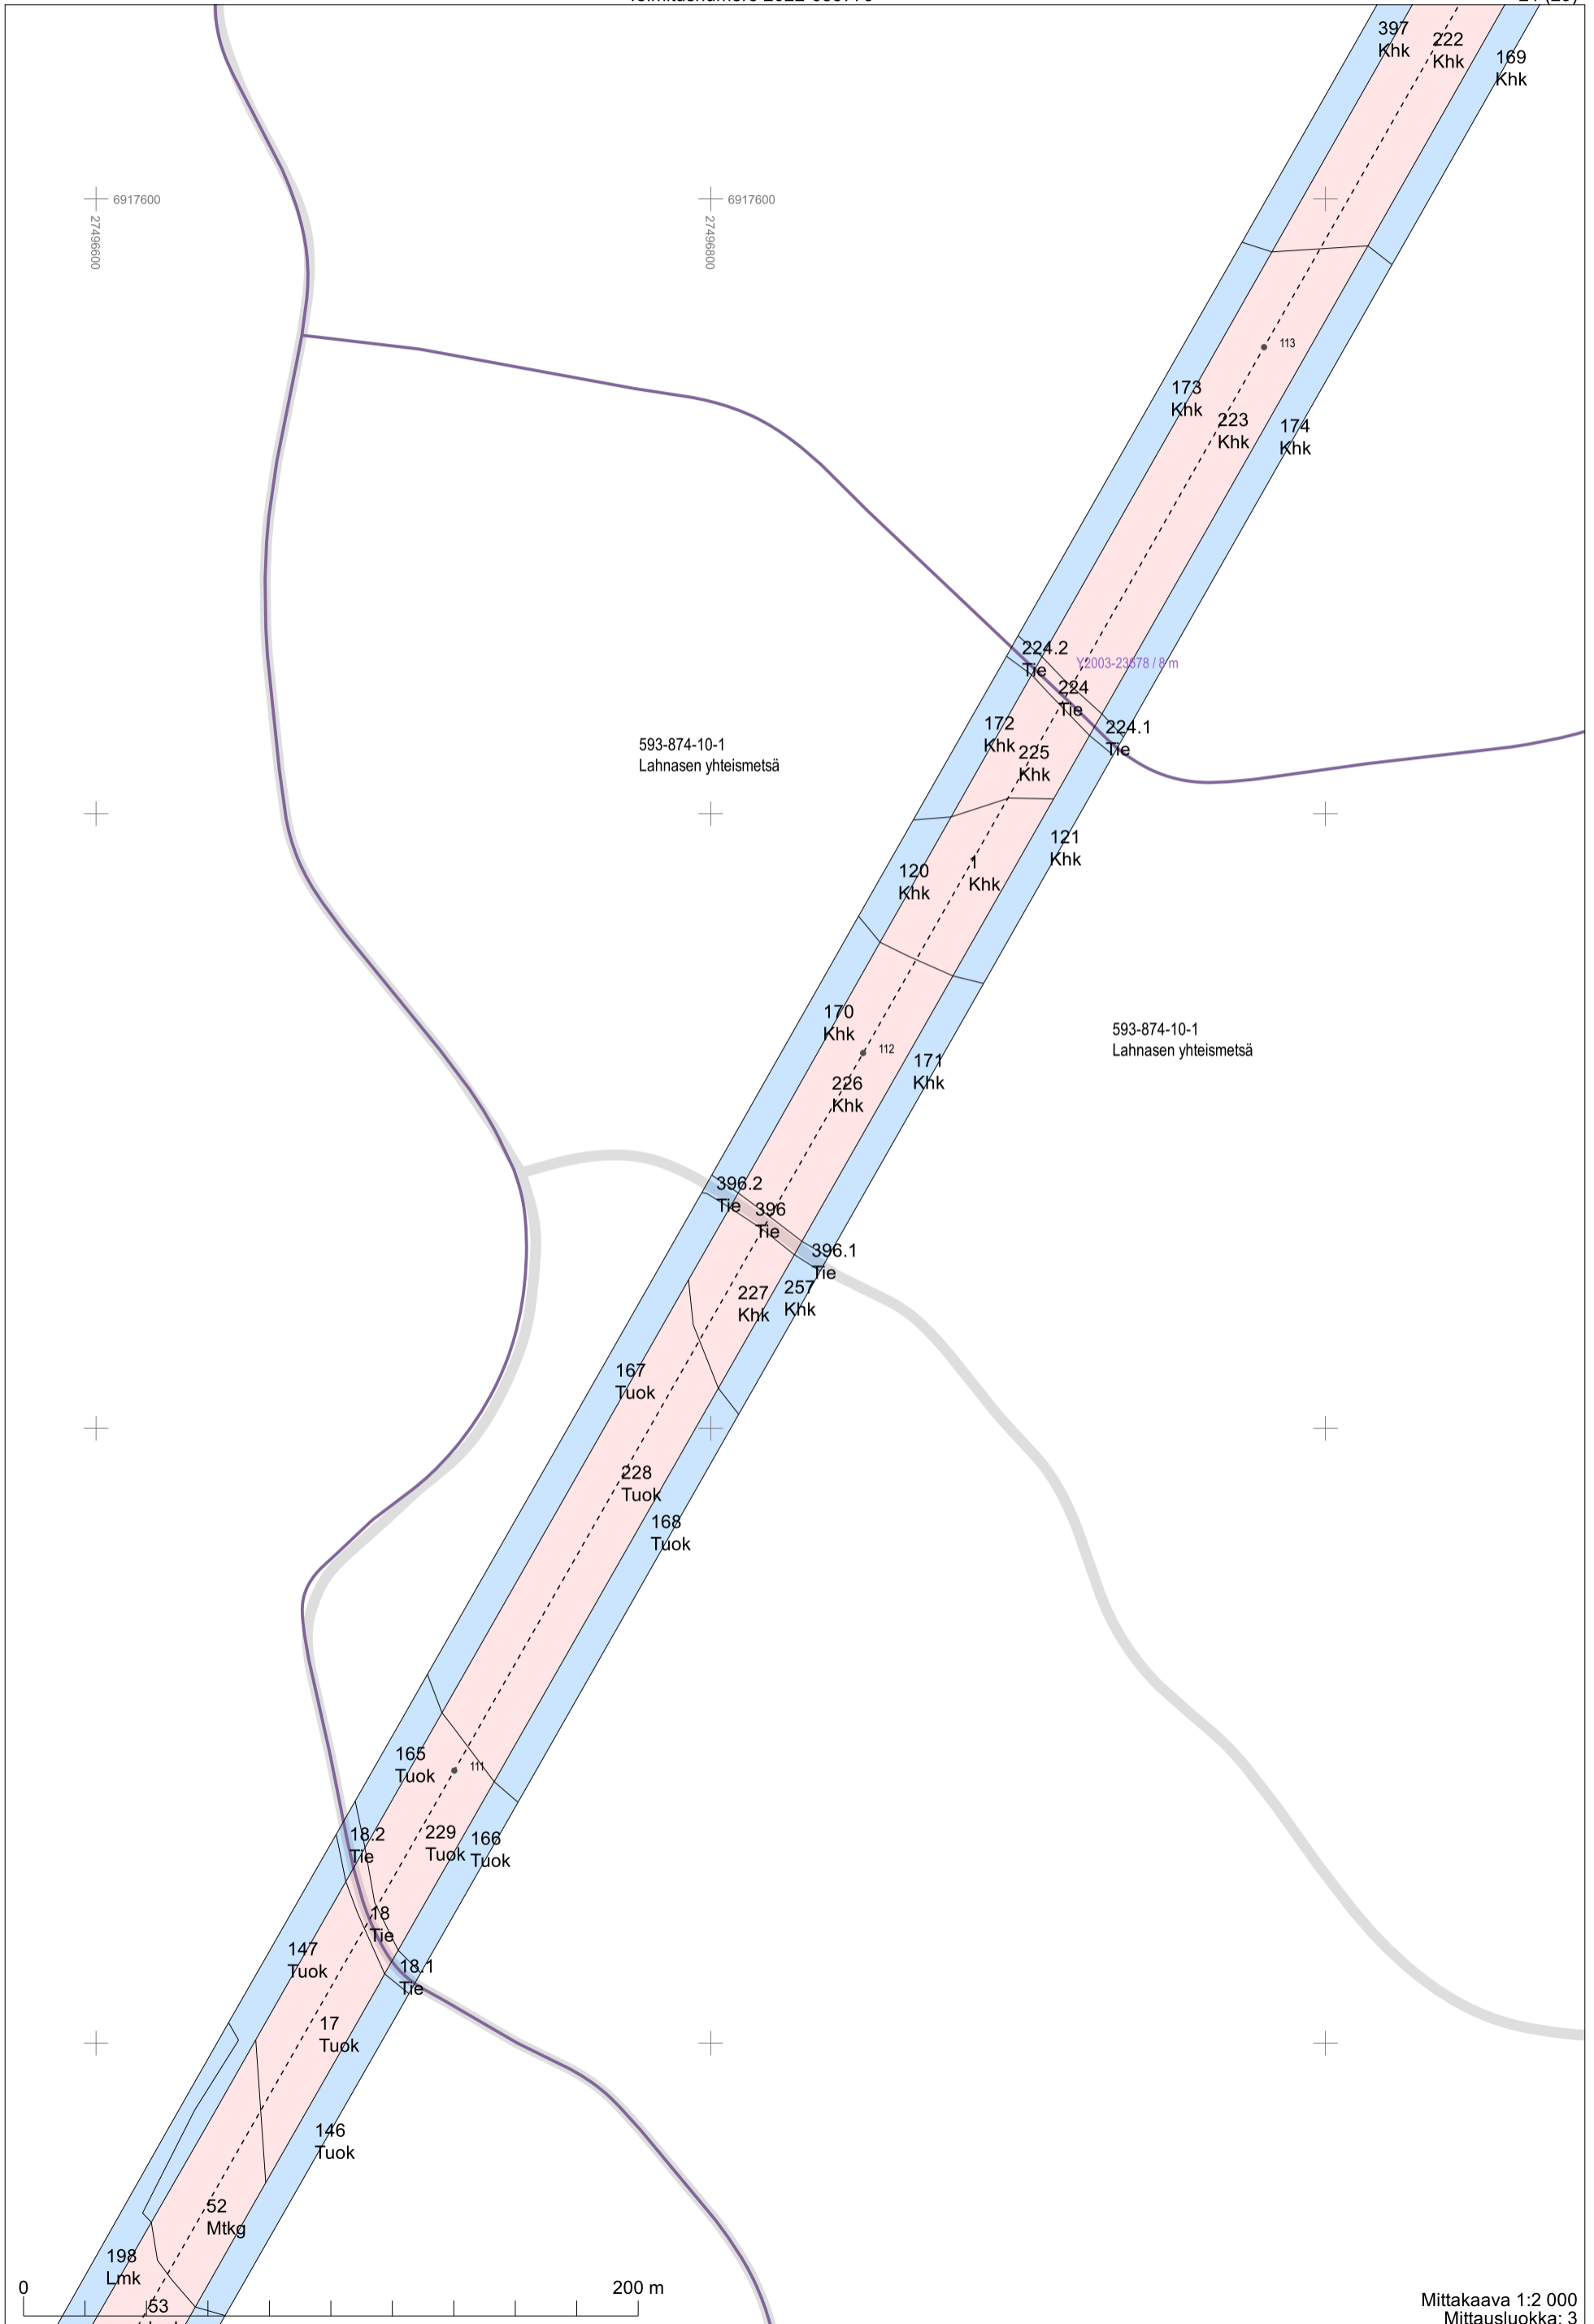 397
Khk
222
Khk
169
Khk
6917600
27496600
6917600
27496800
113
173
Khk
223
Khk
174
Khk
224.2
Tie
Y2003-23678 / 8 m
224
Tie
224.1
Tie
172
Khk
225
Khk
593-874-10-1
Lahnasen yhteismetsä
121
Khk
120
Khk
1
Khk
170
Khk
112
593-874-10-1
Lahnasen yhteismetsä
171
Khk
226
Khk
396.2
Tie
396
Tie
396.1
Tie
227
Khk
257
Khk
167
Tuok
228
Tuok
168
Tuok
165
Tuok
111
18.2
Tie
229
Tuok
166
Tuok
18
Tie
147
Tuok
18.1
Tie
17
Tuok
146
Tuok
52
Mtkg
198
Lmk
0
200 m
53
Mittakaava 1:2 000
Mittausluokka: 3